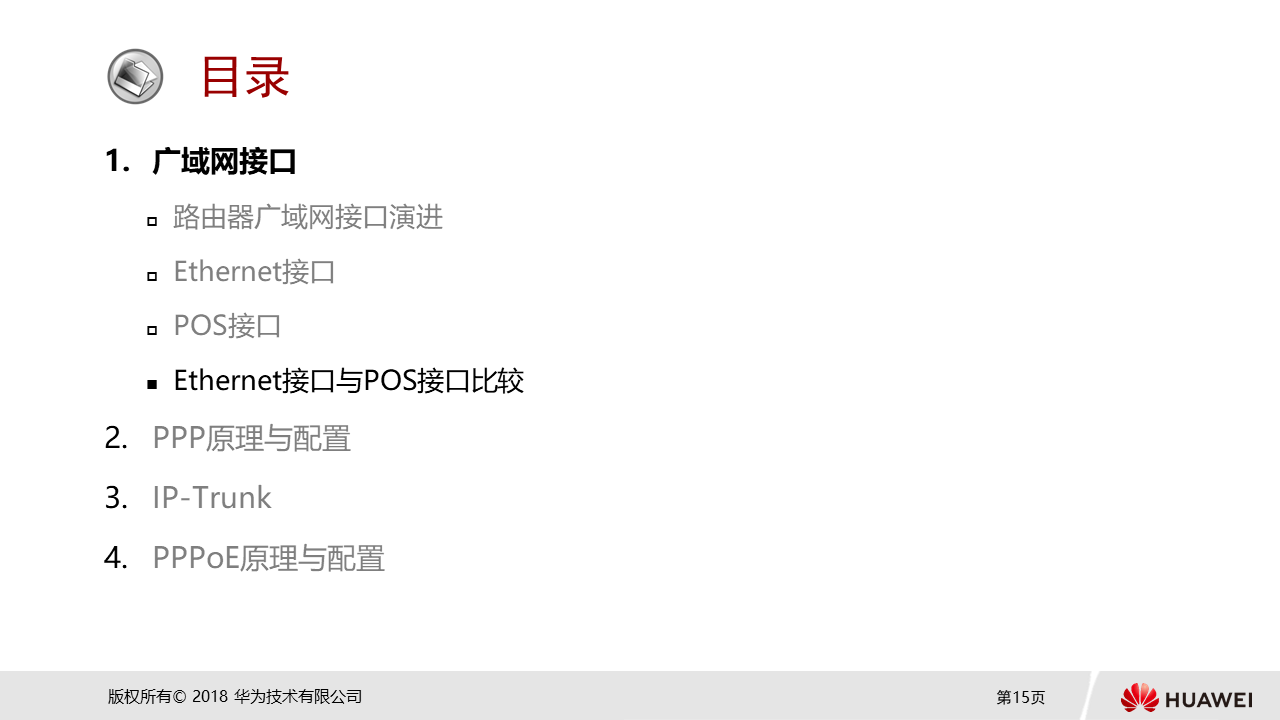 目录
1. 广域网接口
路由器广域网接口演进
Ethernet接口
POS接口
Ethernet接口与POS接口比较
2. PPP原理与配置
3. IP-Trunk
4. PPPoE原理与配置
版权所有© 2018 华为技术有限公司
第15页
HUAWEI